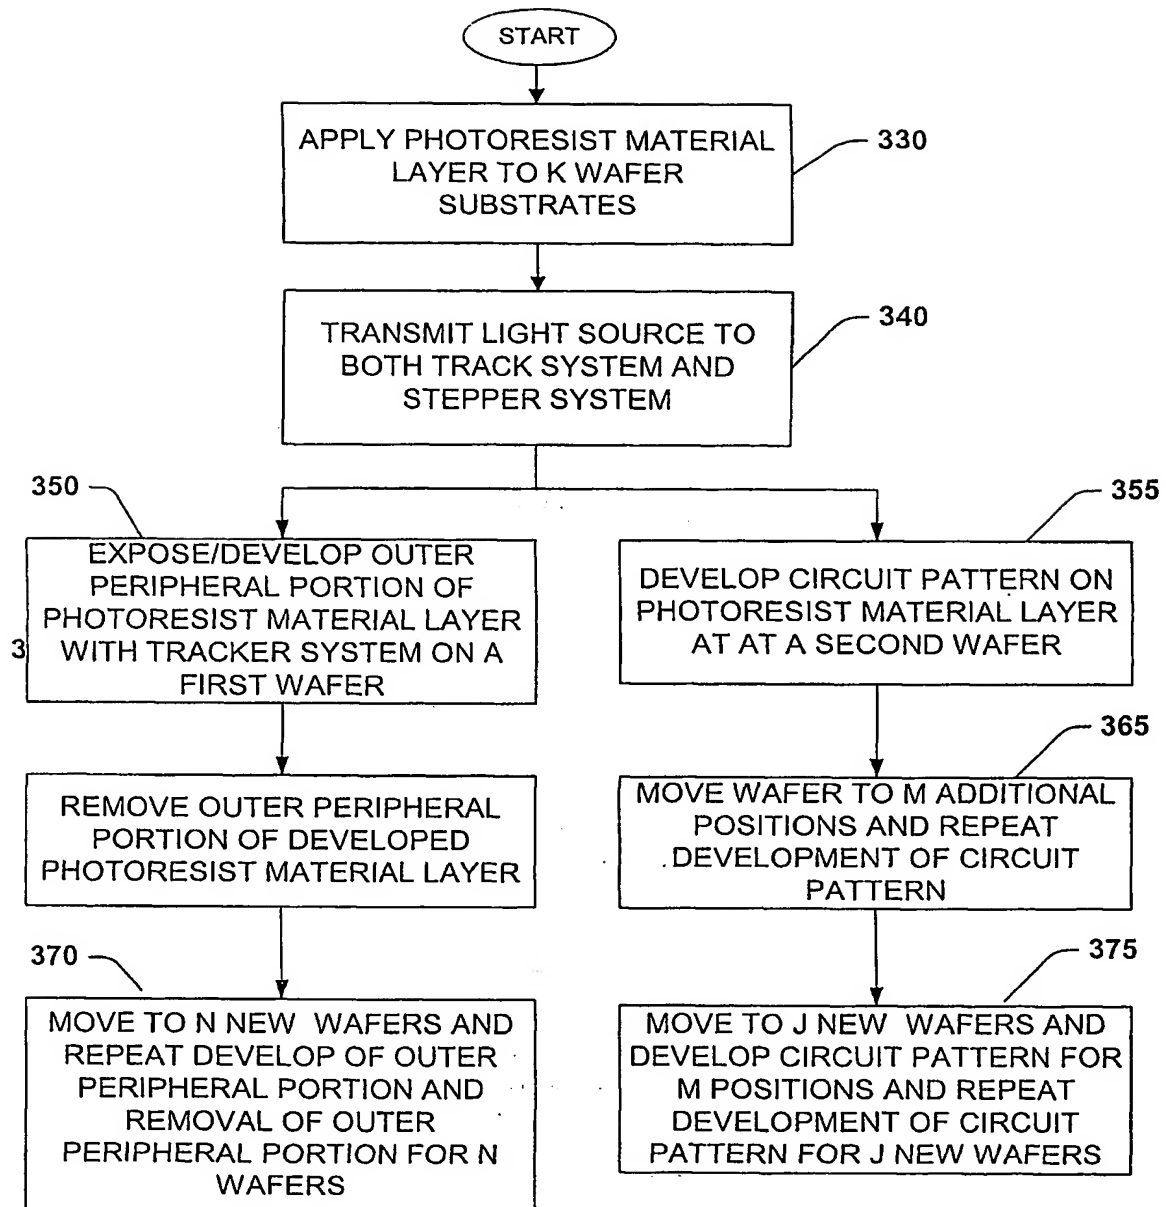 START
APPLY PHOTORESIST MATERIAL
LAYER TO K WAFER
SUBSTRATES
330
TRANSMIT LIGHT SOURCE TO
BOTH TRACK SYSTEM AND
STEPPER SYSTEM
340
350
EXPOSE/DEVELOP OUTER
PERIPHERAL PORTION OF
PHOTORESIST MATERIAL LAYER
WITH TRACKER SYSTEM ON A
FIRST WAFER
3
355
DEVELOP CIRCUIT PATTERN ON
PHOTORESIST MATERIAL LAYER
AT AT A SECOND WAFER
REMOVE OUTER PERIPHERAL
PORTION OF DEVELOPED
PHOTORESIST MATERIAL LAYER
365
MOVE WAFER TO M ADDITIONAL
POSITIONS AND REPEAT
DEVELOPMENT OF CIRCUIT
PATTERN
370
MOVE TO N NEW WAFERS AND
REPEAT DEVELOP OF OUTER
PERIPHERAL PORTION AND
REMOVAL OF OUTER
PERIPHERAL PORTION FOR N
WAFERS
375
MOVE TO J NEW WAFERS AND
DEVELOP CIRCUIT PATTERN FOR
M POSITIONS AND REPEAT
DEVELOPMENT OF CIRCUIT
PATTERN FOR J NEW WAFERS